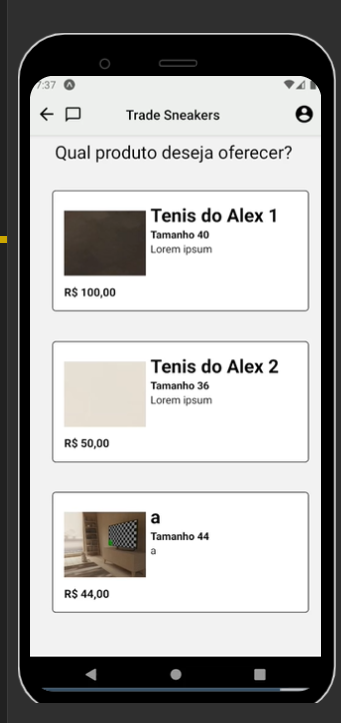 7:37
Trade Sneakers
Qual produto deseja oferecer?
Tenis do Alex 1
Tamanho 40
Lorem ipsum
R$ 100,00
Tenis do Alex 2
Tamanho 36
Lorem ipsum
R$ 50,00
a
Tamanho 44
a
R$ 44,00